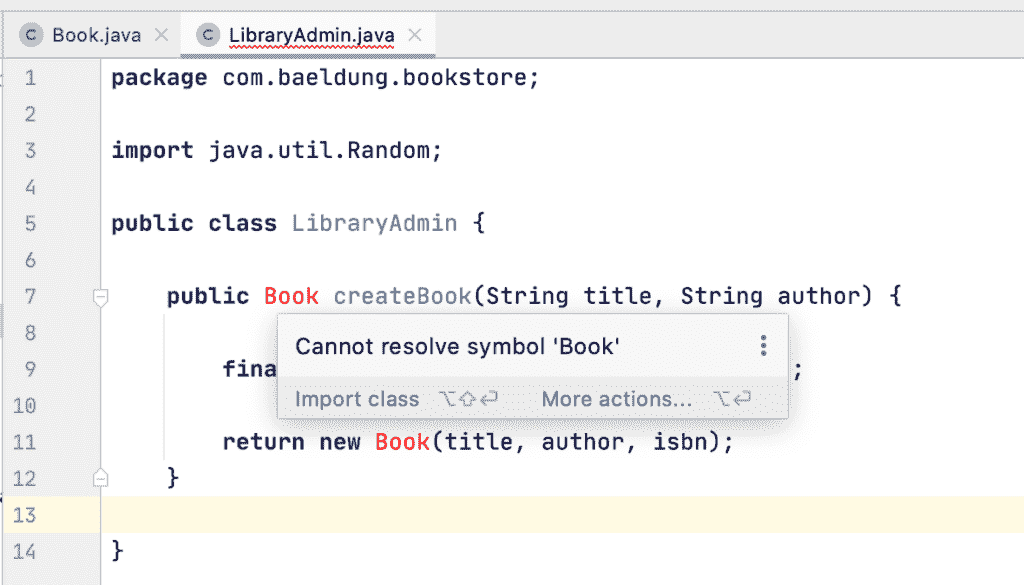 C Book.java × C LibraryAdmin.java ×
1 package com.baeldung.bookstore;
2
3 import java.util.Random;
4
5 public class LibraryAdmin {
6
7 public Book createBook(String title, String author) {
8
Cannot resolve symbol 'Book'
9 fina ;
Import class ⌥⇧⏎ More actions... ⌥⏎
10
11 return new Book(title, author, isbn);
12 }
13
14 }